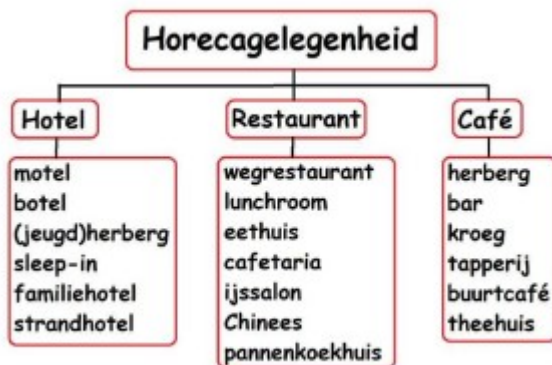 Horecagelegenheid
Hotel
motel
botel
(jeugd)herberg
sleep-in
familiehotel
strandhotel
Restaurant
wegrestaurant
lunchroom
eethuis
cafetaria
ijssalon
Chinees
pannenkoekhuis
Café
herberg
bar
kroeg
tapperij
buurtcafé
theehuis